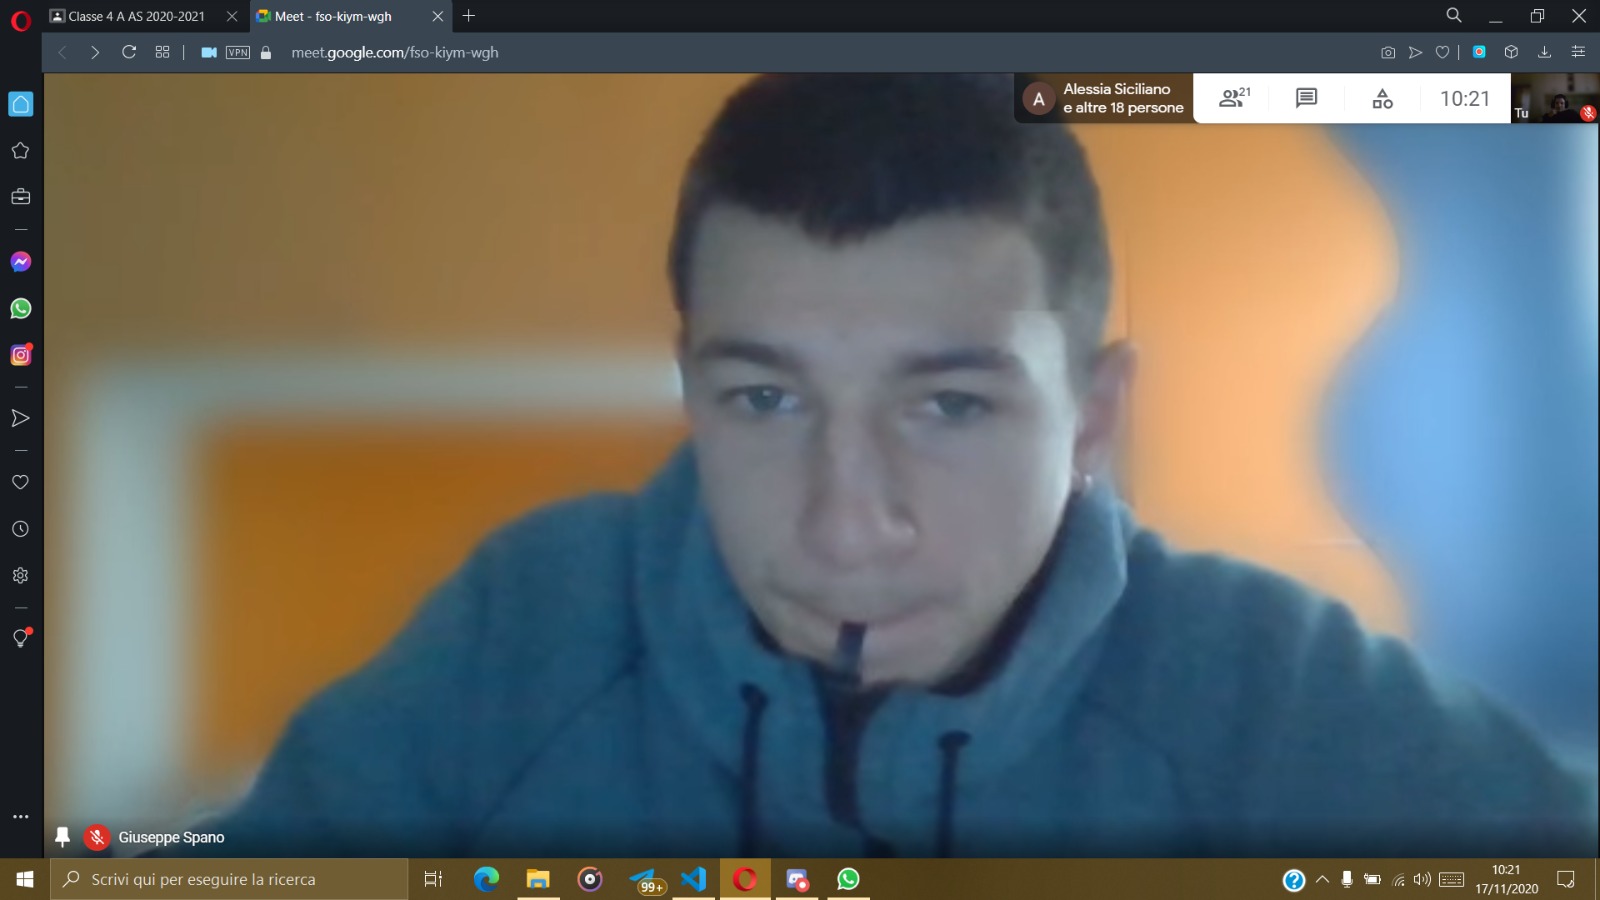 Classe 4 A AS 2020-2021
Meet - fso-kiym-wgh
VPN
meet.google.com/fso-kiym-wgh
A
Alessia Siciliano
e altre 18 persone
21
10:21
Tu
Giuseppe Spano
Scrivi qui per eseguire la ricerca
99+
10:21
17/11/2020